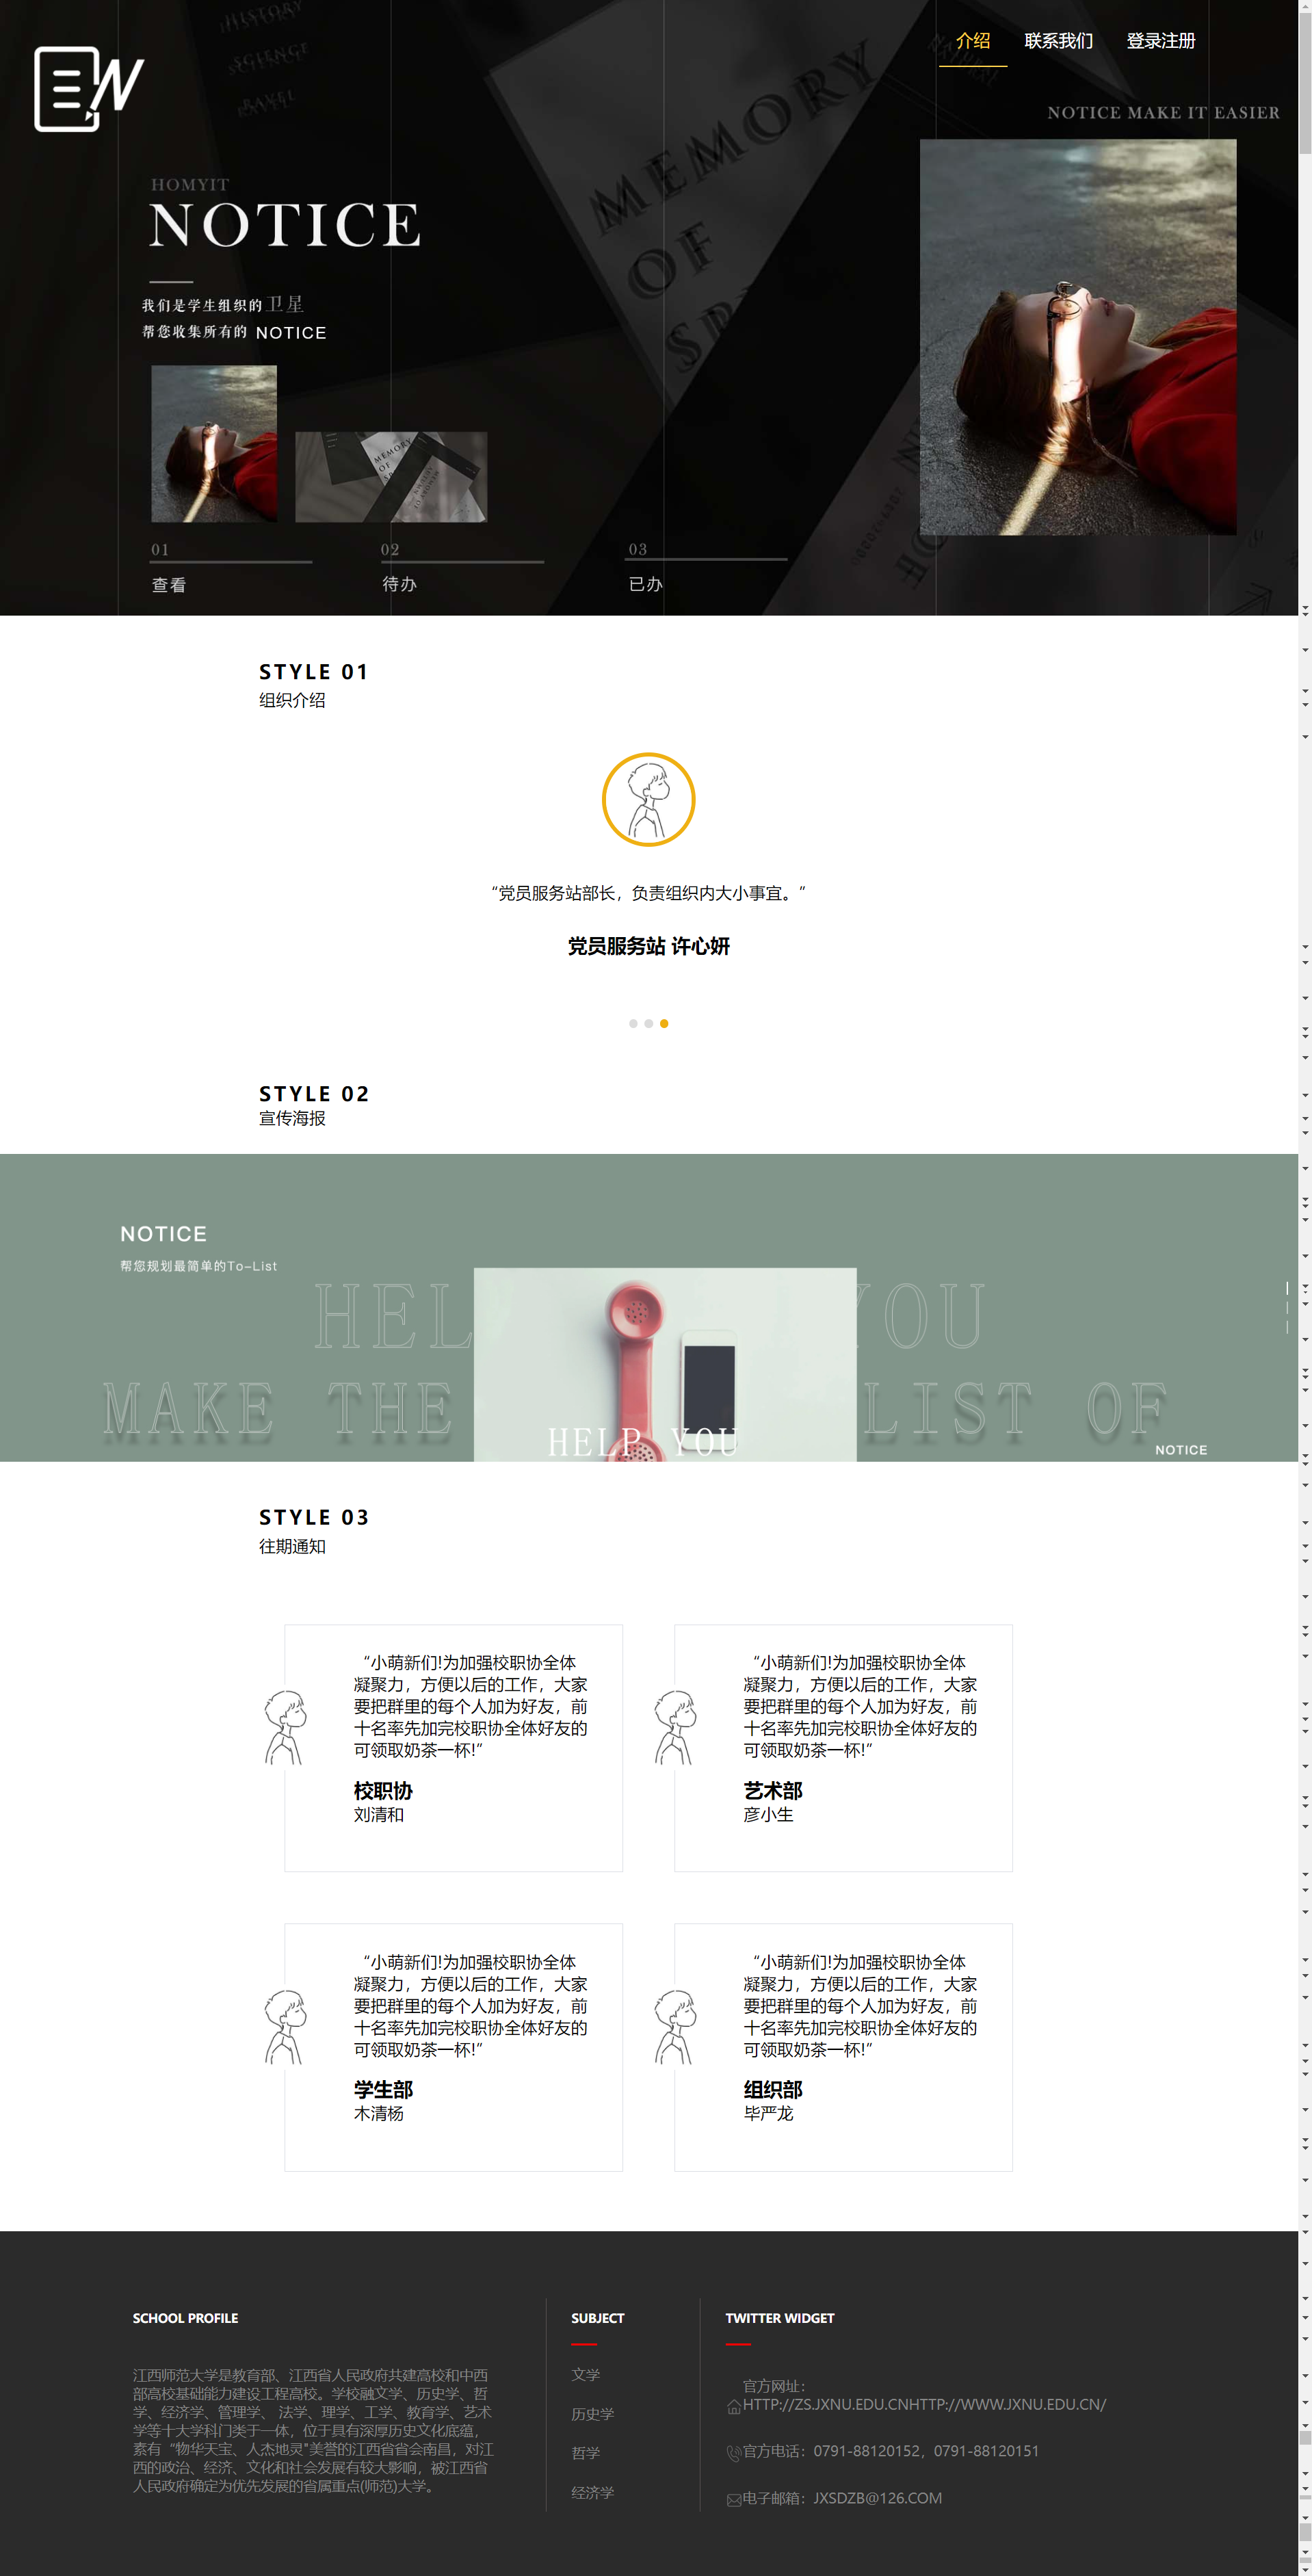 HISTORY
SCIENCE
介绍
联系我们
登录注册
NOTICE MAKE IT EASIER
MEMORY
OF
HOMYIT
NOTICE
我们是学生组织的卫星
帮您收集所有的 NOTICE
MEMORY
OF
01
02
03
查看
待办
已办
STYLE 01
组织介绍
“党员服务站部长，负责组织内大小事宜。”
党员服务站 许心妍
STYLE 02
宣传海报
NOTICE
帮您规划最简单的To-List
HEL YOU
MAKE THE LIST OF
HELP YOU
NOTICE
STYLE 03
往期通知
“小萌新们!为加强校职协全体
凝聚力，方便以后的工作，大家
要把群里的每个人加为好友，前
十名率先加完校职协全体好友的
可领取奶茶一杯!”
校职协
刘清和
“小萌新们!为加强校职协全体
凝聚力，方便以后的工作，大家
要把群里的每个人加为好友，前
十名率先加完校职协全体好友的
可领取奶茶一杯!”
艺术部
彦小生
“小萌新们!为加强校职协全体
凝聚力，方便以后的工作，大家
要把群里的每个人加为好友，前
十名率先加完校职协全体好友的
可领取奶茶一杯!”
学生部
木清杨
“小萌新们!为加强校职协全体
凝聚力，方便以后的工作，大家
要把群里的每个人加为好友，前
十名率先加完校职协全体好友的
可领取奶茶一杯!”
组织部
毕严龙
SCHOOL PROFILE
江西师范大学是教育部、江西省人民政府共建高校和中西
部高校基础能力建设工程高校。学校融文学、历史学、哲
学、经济学、管理学、 法学、理学、工学、教育学、艺术
学等十大学科门类于一体，位于具有深厚历史文化底蕴，
素有“物华天宝、人杰地灵"美誉的江西省省会南昌，对江
西的政治、经济、文化和社会发展有较大影响，被江西省
人民政府确定为优先发展的省属重点(师范)大学。
SUBJECT
文学
历史学
哲学
经济学
TWITTER WIDGET
官方网址：
HTTP://ZS.JXNU.EDU.CNHTTP://WWW.JXNU.EDU.CN/
官方电话：0791-88120152，0791-88120151
电子邮箱：JXSDZB@126.COM